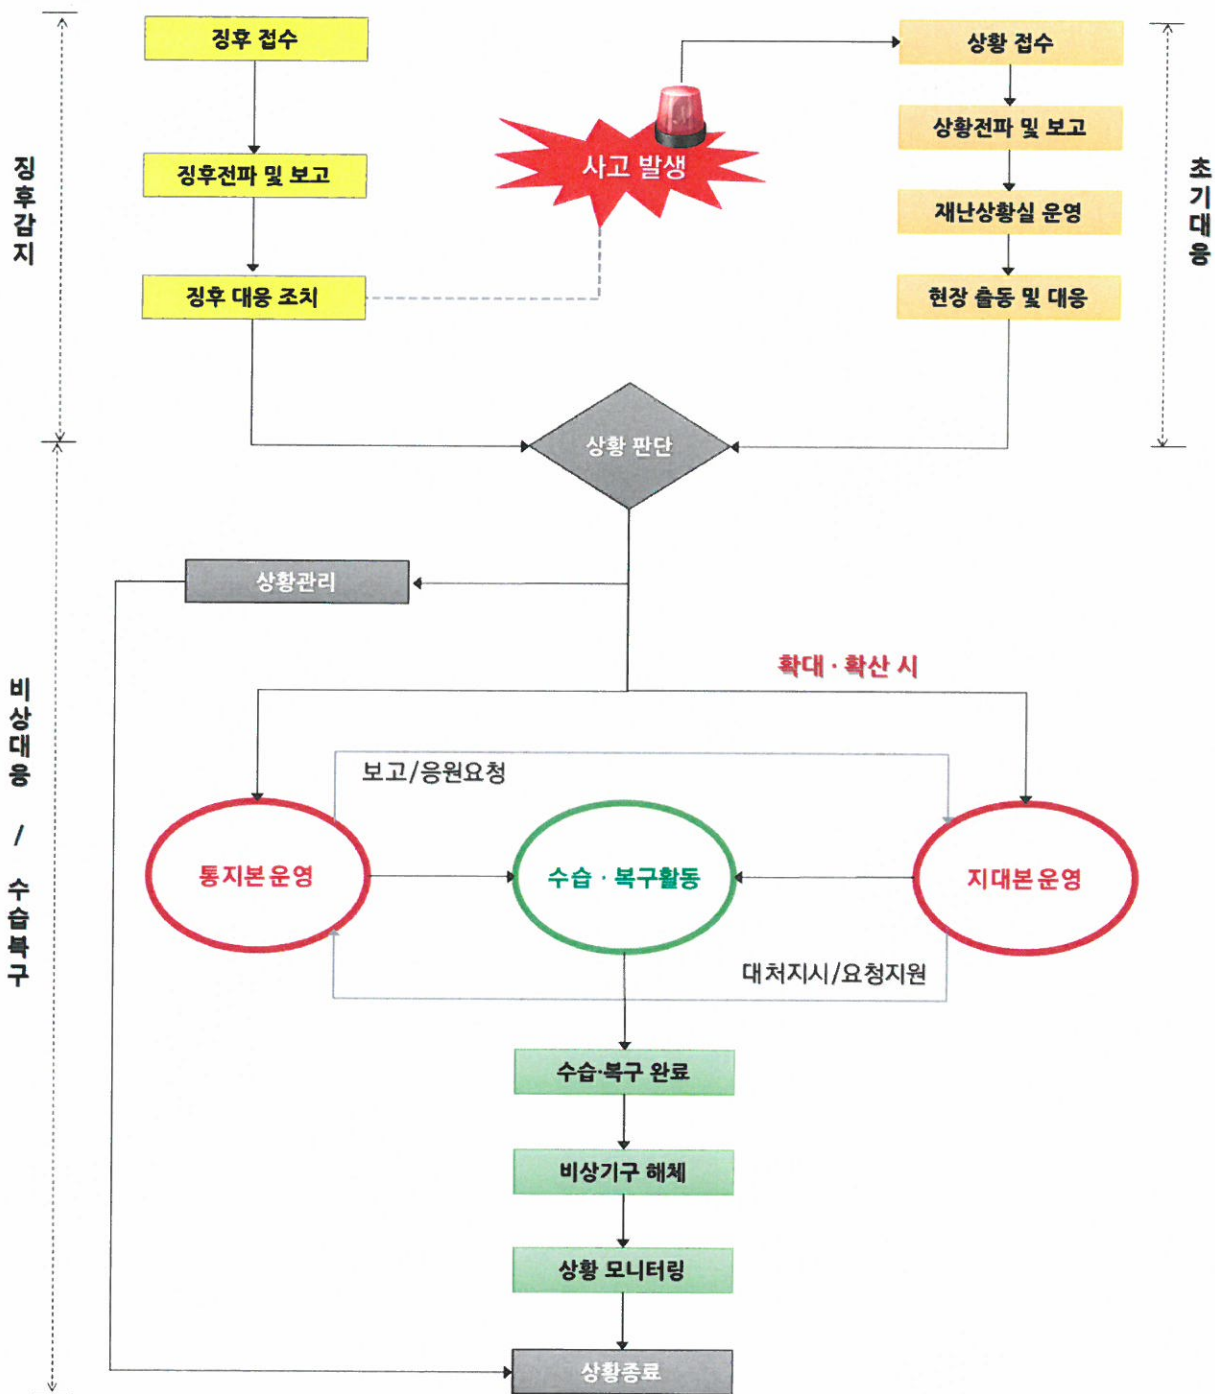 징후 접수
상황 접수
상황전파 및 보고
사고 발생
징후전파 및 보고
재난상황실 운영
징후 대응 조치
현장 출동 및 대응
징후감지
초기대응
상황 판단
상황관리
확대 · 확산 시
보고/응원요청
통지본운영
수습 · 복구활동
지대본운영
대처지시/요청지원
비상대응 / 수습복구
수습·복구 완료
비상기구 해체
상황 모니터링
상황종료